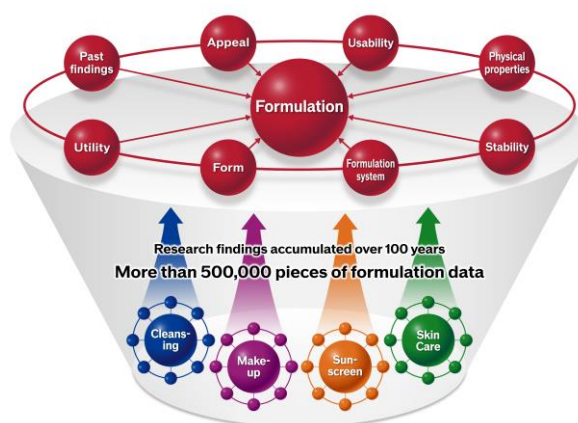 Appeal
Usability
Past
findings
Physical
properties
Formulation
Utility
Form
Formulation
system
Stability
Research findings accumulated over 100 years
More than 500,000 pieces of formulation data
Cleans-
ing
Make-
up
Sun-
screen
Skin
Care